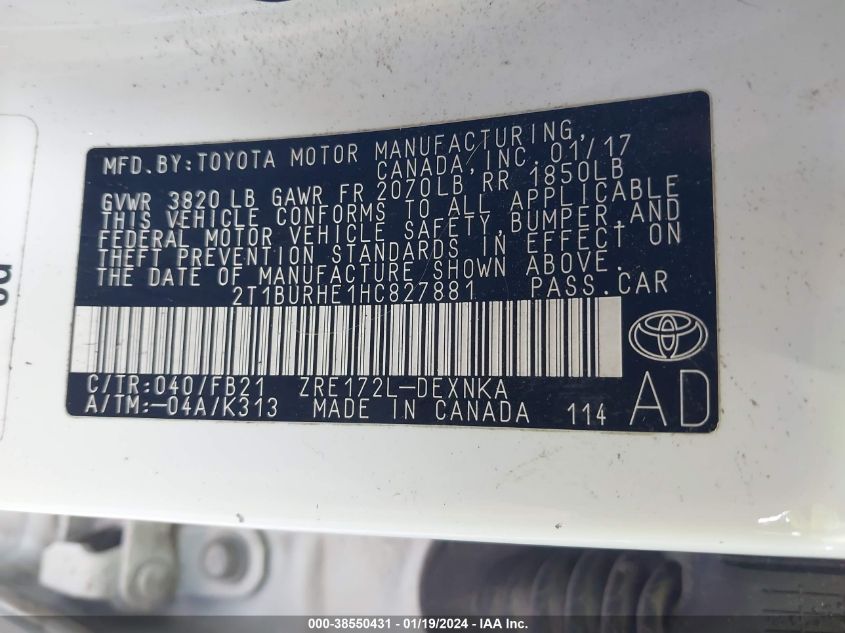 MFD.BY:TOYOTA MOTOR MANUFACTURING,
CANADA,INC. 01/17
GVWR 3820 LB GAWR FR 2070LB RR 1850LB
THIS VEHICLE CONFORMS TO ALL APPLICABLE
FEDERAL MOTOR VEHICLE SAFETY,BUMPER,AND
THEFT PREVENTION STANDARDS IN EFFECT ON
THE DATE OF MANUFACTURE SHOWN ABOVE.
2T1BURHE1HC827881 PASS.CAR
C/TR:040/FB21 ZRE172L-DEXNKA
A/TM:-04A/K313 MADE IN CANADA 114 AD
000-38550431 - 01/19/2024 - IAA Inc.